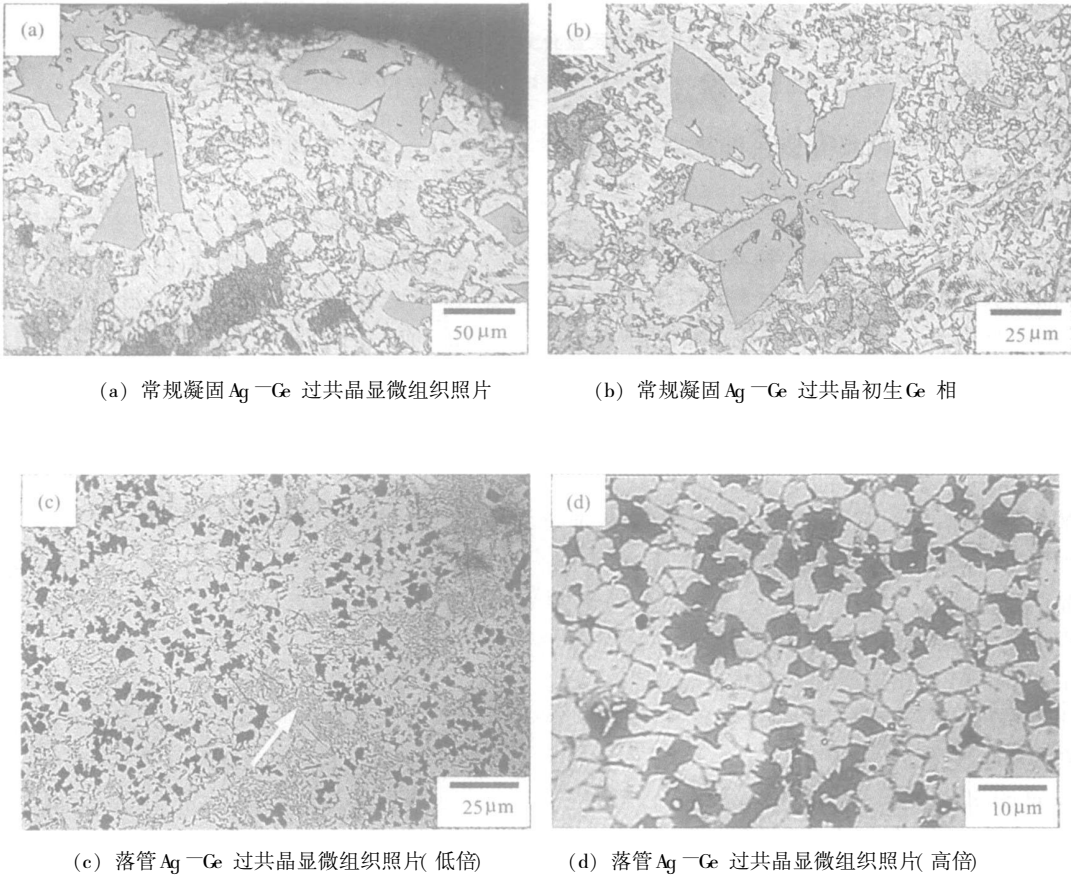 (a)
(b)
50 μm
25 μm
(a) 常规凝固 Ag—Ge 过共晶显微组织照片
(b) 常规凝固 Ag—Ge 过共晶初生 Ge 相
(c)
(d)
25 μm
10 μm
(c) 落管 Ag—Ge 过共晶显微组织照片( 低倍)
(d) 落管 Ag—Ge 过共晶显微组织照片( 高倍)